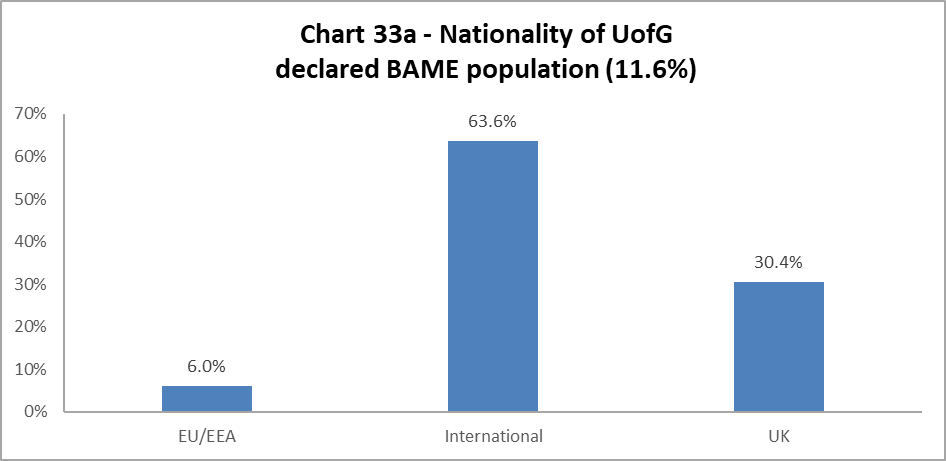 Chart 33a - Nationality of UofG
declared BAME population (11.6%)
70%
63.6%
60%
50%
40%
30.4%
30%
20%
10%
6.0%
0%
EU/EEA
International
UK